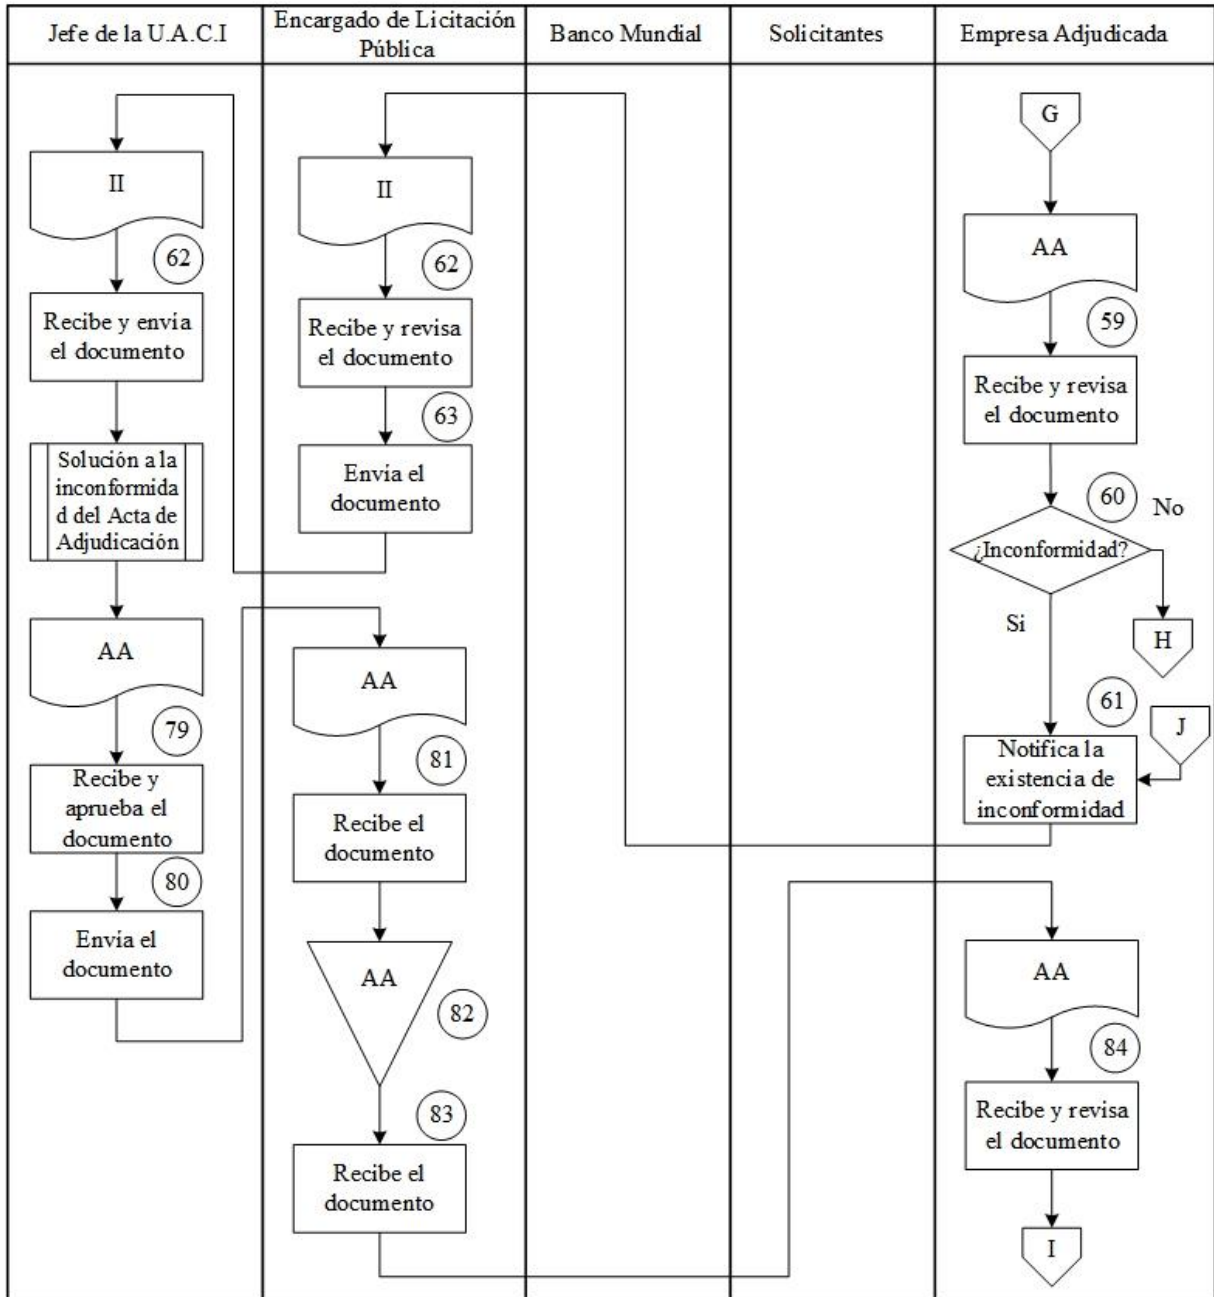 Jefe de la U.A.C.I
Encargado de Licitación
Pública
Banco Mundial
Solicitantes
Empresa Adjudicada
II
62
Recibe y envía
el documento
Solución a la
inconformida
d del Acta de
Adjudicación
AA
79
Recibe y
aprueba el
documento
80
Envía el
documento
II
62
Recibe y revisa
el documento
63
Envía el
documento
AA
81
Recibe el
documento
AA
82
83
Recibe el
documento
G
AA
59
Recibe y revisa
el documento
60
No
¿Inconformidad?
Si
H
61
J
Notifica la
existencia de
inconformidad
AA
84
Recibe y revisa
el documento
I